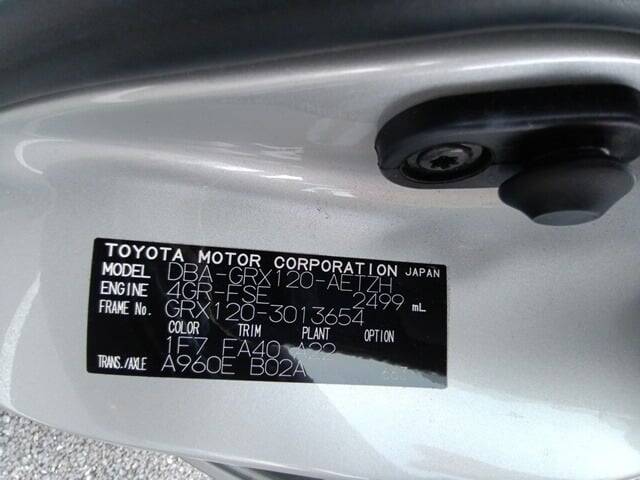 TOYOTA MOTOR CORPORATION JAPAN
MODEL DBA-GRX120-AETZH
ENGINE 4GR-FSE 2499 mL
FRAME No. GRX120-3013654
COLOR TRIM PLANT OPTION
1F7 FA40 A22
TRANS./AXLE A960E B02A